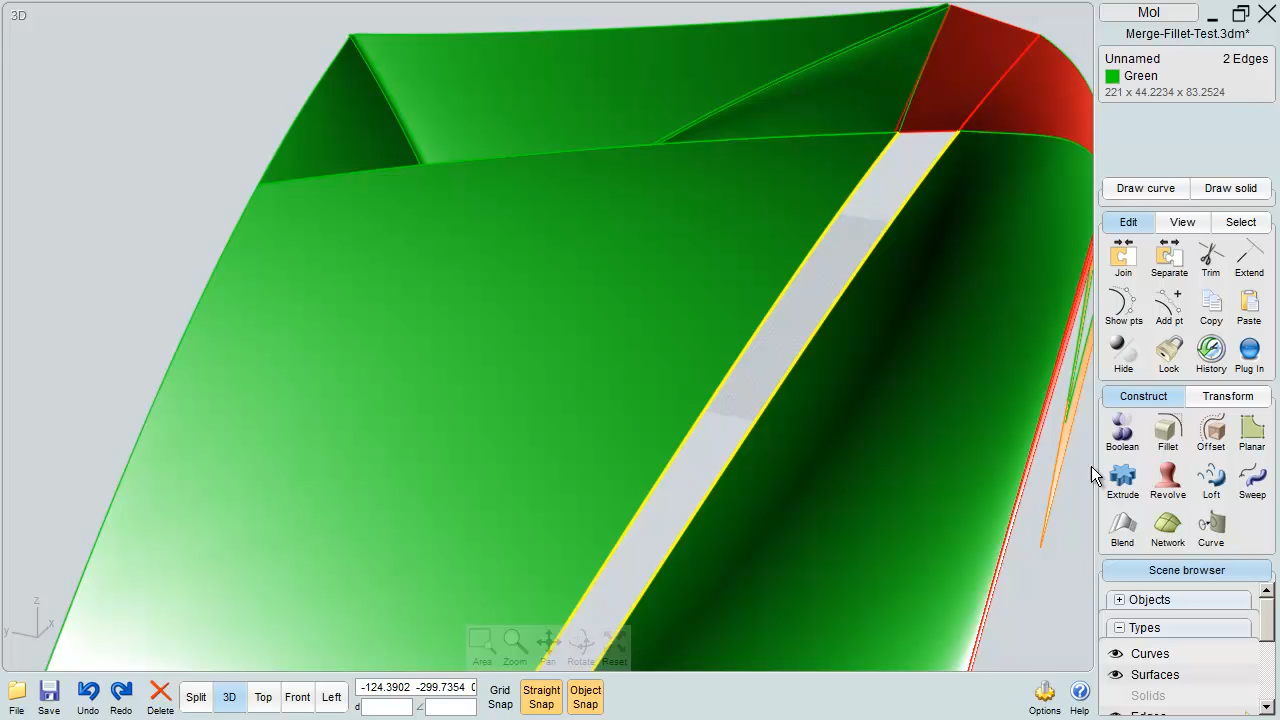 3D
MoI
Merge-Fillet-Test.3dm*
Unnamed 2 Edges
Green
221 x 44.2234 x 83.2524
Draw curve Draw solid
Edit View Select
Join Separate Trim Extend
Show pts Add pt Copy Paste
Hide Lock History Plug In
Construct Transform
Boolean Fillet Offset Planar
Extrude Revolve Loft Sweep
Blend Network Curve
Scene browser
Objects
Types
Curves
Surfaces
Solids
z
y x
Area Zoom Pan Rotate Reset
File Save Undo Redo Delete Split 3D Top Front Left
-124.3902 -299.7354
d
Grid Snap
Straight Snap
Object Snap
Options Help